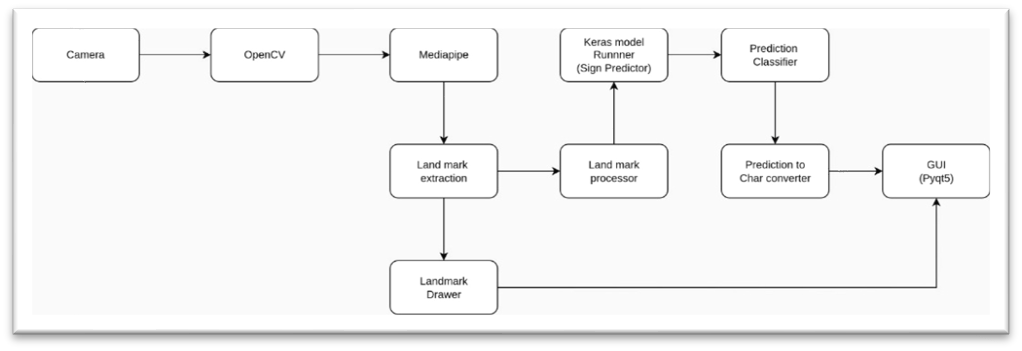 Camera
OpenCV
Mediapipe
Keras model
Runnner
(Sign Predictor)
Prediction
Classifier
Land mark
extraction
Land mark
processor
Prediction to
Char converter
GUI
(Pyqt5)
Landmark
Drawer